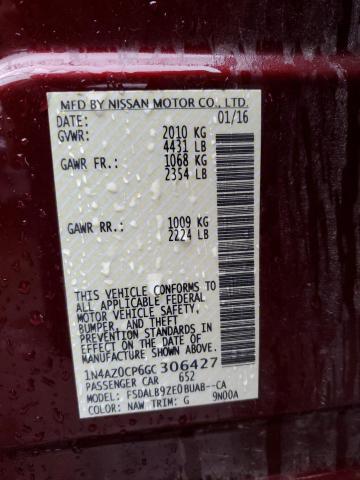 MFD BY NISSAN MOTOR CO., LTD.
DATE: 01/16
GVWR: 2010 KG
4431 LB
GAWR FR.: 1068 KG
2354 LB
GAWR RR.: 1009 KG
2224 LB
THIS VEHICLE CONFORMS TO
ALL APPLICABLE FEDERAL
MOTOR VEHICLE SAFETY,
BUMPER, AND THEFT
PREVENTION STANDARDS IN
EFFECT ON THE DATE OF
MANUFACTURE SHOWN ABOVE.
1N4AZ0CP6GC306427
PASSENGER CAR 652
MODEL: FSDALB9ZE0BUAB--CA
COLOR: NAW TRIM: G 9N00A